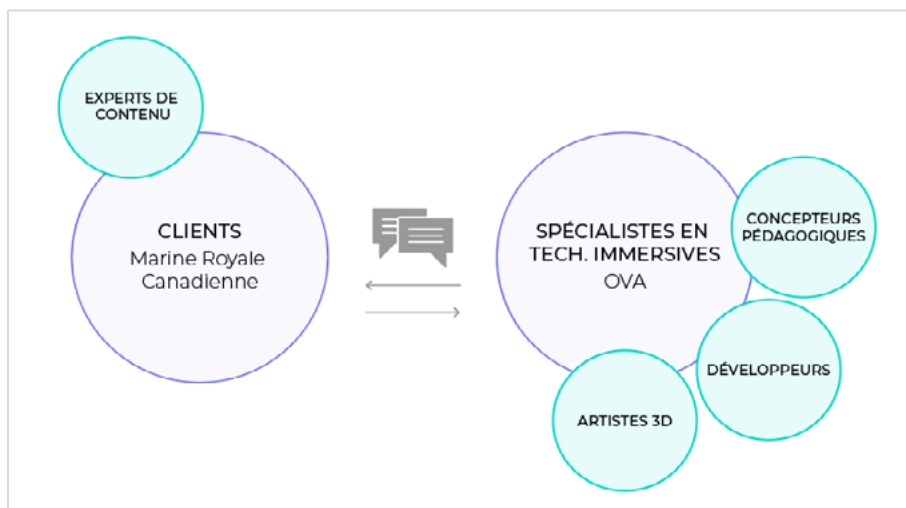 EXPERTS DE
CONTENU
CLIENTS
Marine Royale
Canadienne
SPÉCIALISTES EN
TECH. IMMERSIVES
OVA
CONCEPTEURS
PÉDAGOGIQUES
DÉVELOPPEURS
ARTISTES 3D